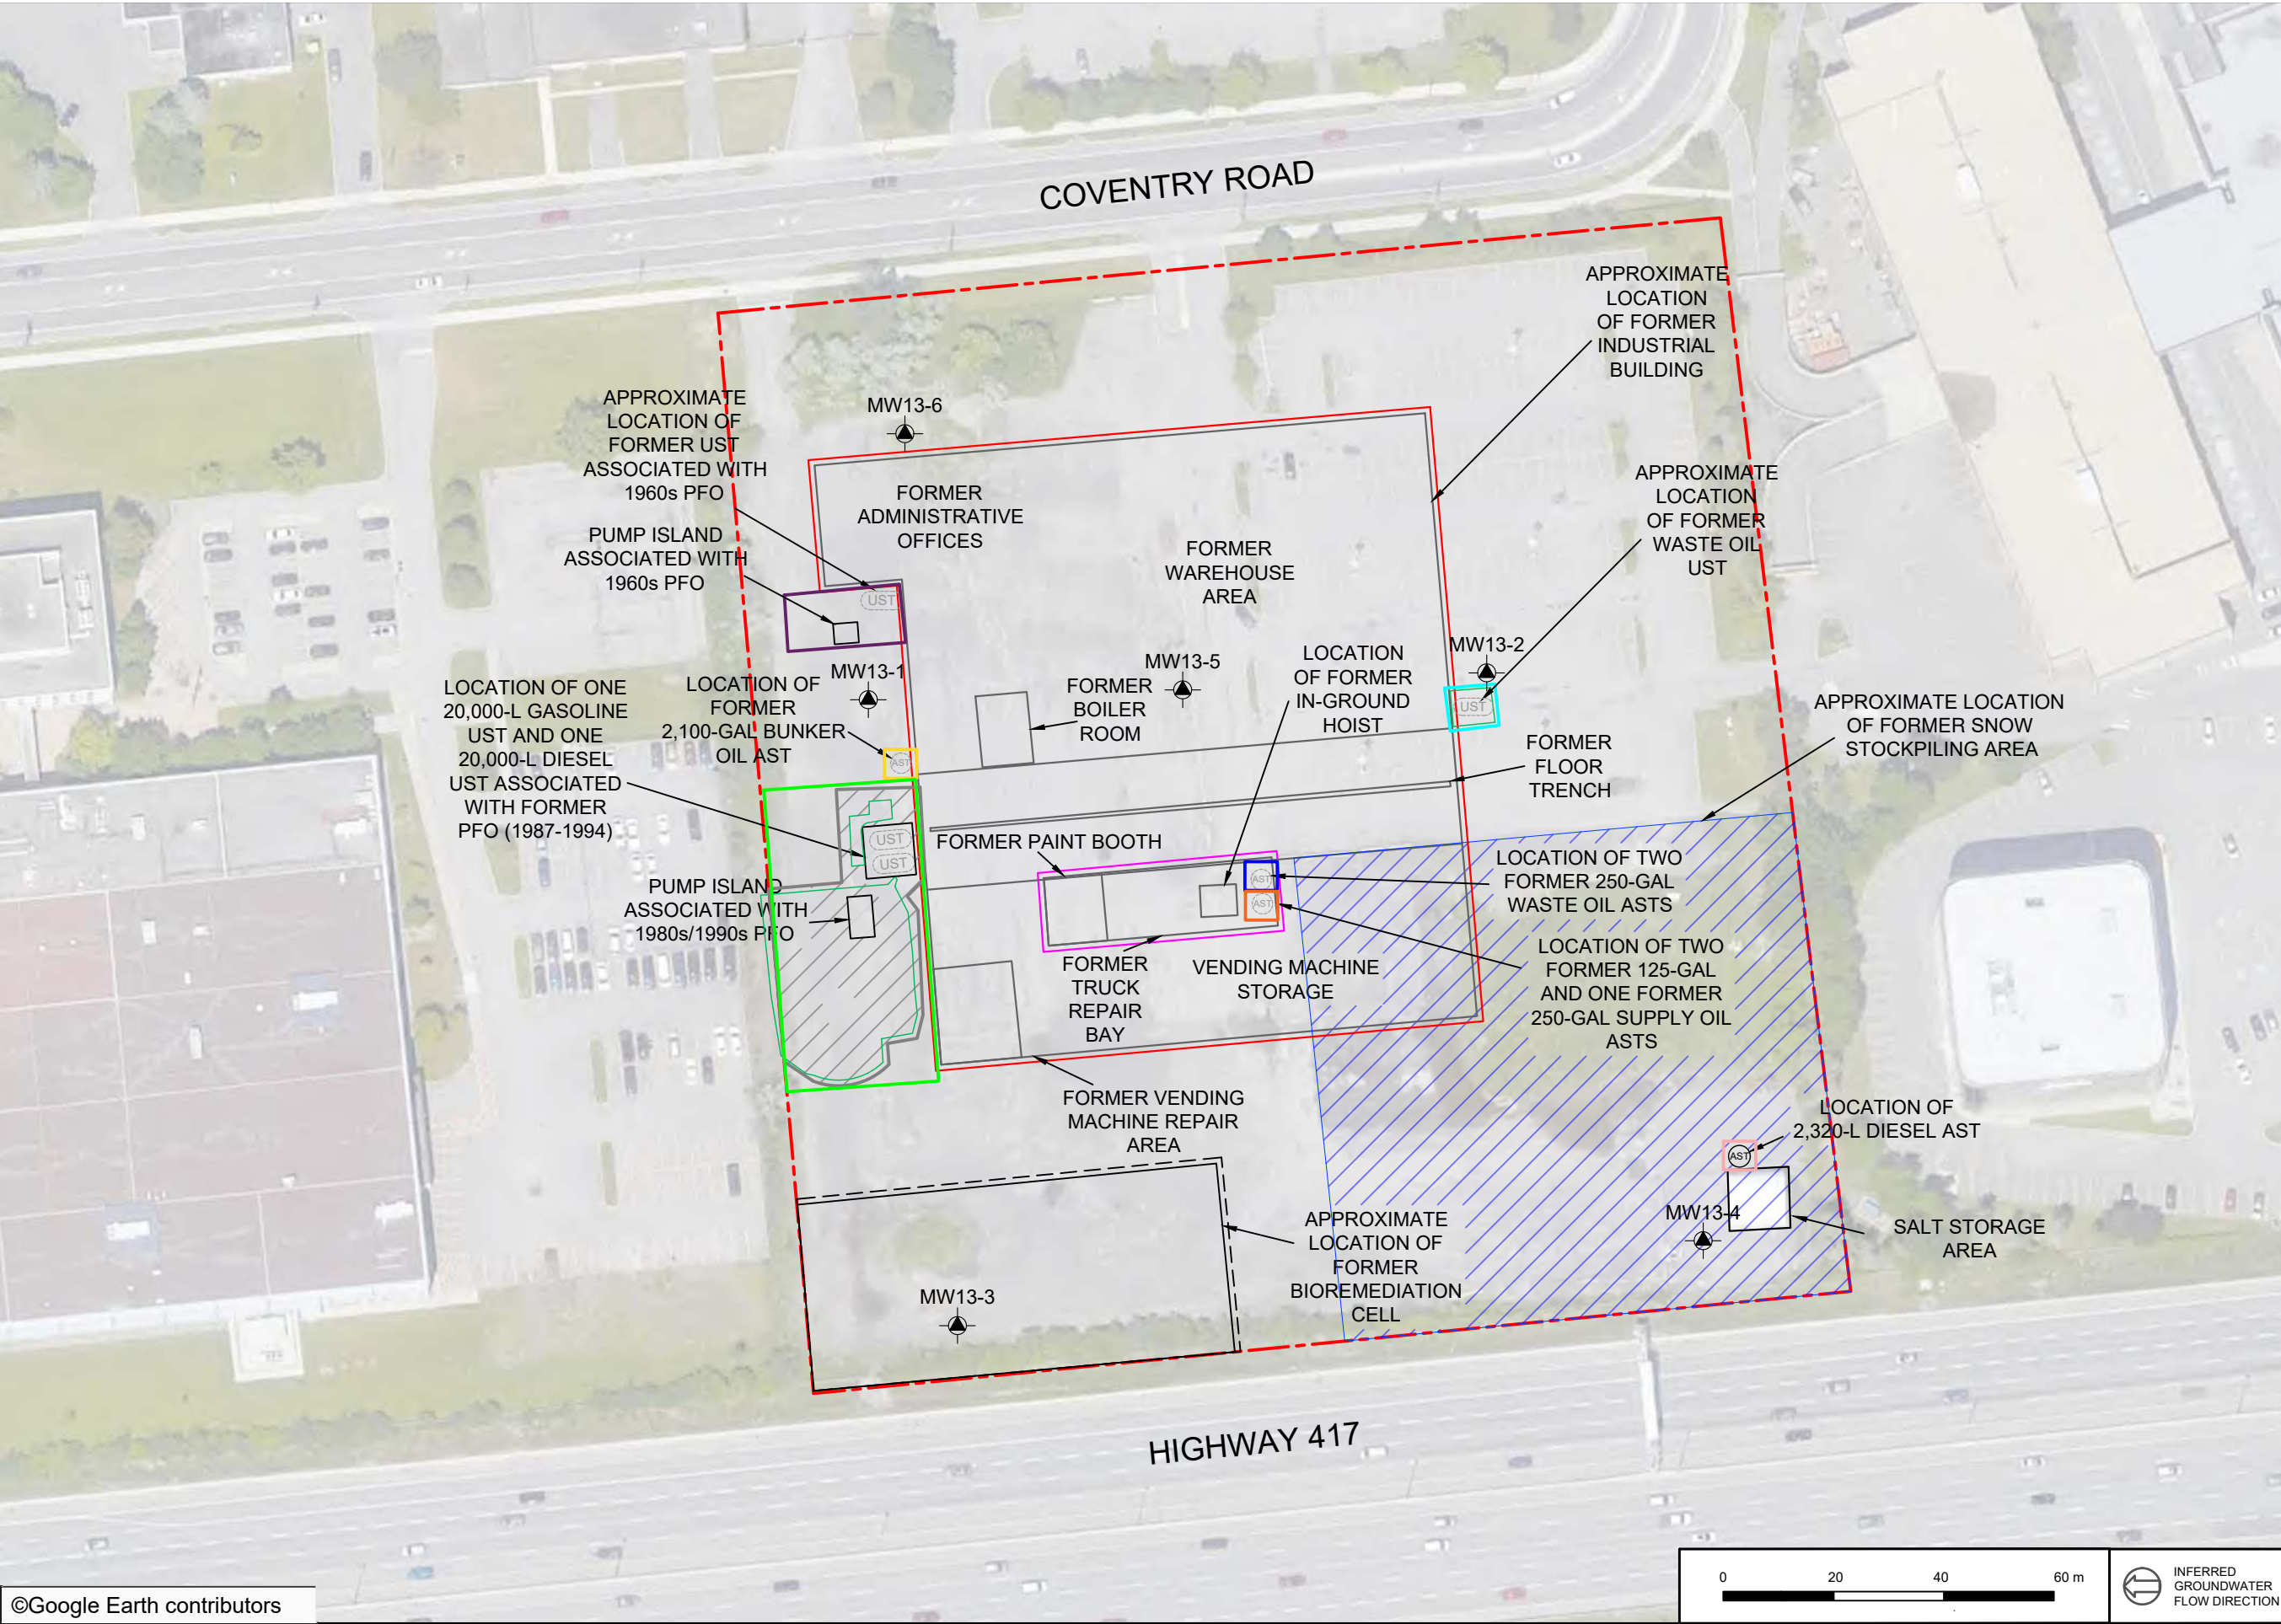 COVENTRY ROAD
APPROXIMATE
LOCATION
OF FORMER
INDUSTRIAL
BUILDING
APPROXIMATE
LOCATION OF
FORMER UST
ASSOCIATED WITH
1960s PFO
MW13-6
FORMER
ADMINISTRATIVE
OFFICES
APPROXIMATE
LOCATION
OF FORMER
WASTE OIL
UST
PUMP ISLAND
ASSOCIATED WITH
1960s PFO
FORMER
WAREHOUSE
AREA
UST
MW13-1
MW13-5
LOCATION
OF FORMER
IN-GROUND
HOIST
MW13-2
UST
LOCATION OF ONE
20,000-L GASOLINE
UST AND ONE
20,000-L DIESEL
UST ASSOCIATED
WITH FORMER
PFO (1987-1994)
LOCATION OF
FORMER
2,100-GAL BUNKER
OIL AST
AST
FORMER
BOILER
ROOM
FORMER
FLOOR
TRENCH
APPROXIMATE LOCATION
OF FORMER SNOW
STOCKPILING AREA
UST
UST
FORMER PAINT BOOTH
AST
AST
LOCATION OF TWO
FORMER 250-GAL
WASTE OIL ASTS
PUMP ISLAND
ASSOCIATED WITH
1980s/1990s PFO
LOCATION OF TWO
FORMER 125-GAL
AND ONE FORMER
250-GAL SUPPLY OIL
ASTS
FORMER
TRUCK
REPAIR
BAY
VENDING MACHINE
STORAGE
FORMER VENDING
MACHINE REPAIR
AREA
LOCATION OF
2,320-L DIESEL AST
AST
MW13-4
SALT STORAGE
AREA
APPROXIMATE
LOCATION OF
FORMER
BIOREMEDIATION
CELL
MW13-3
HIGHWAY 417
0 20 40 60 m
INFERRED
GROUNDWATER
FLOW DIRECTION
©Google Earth contributors